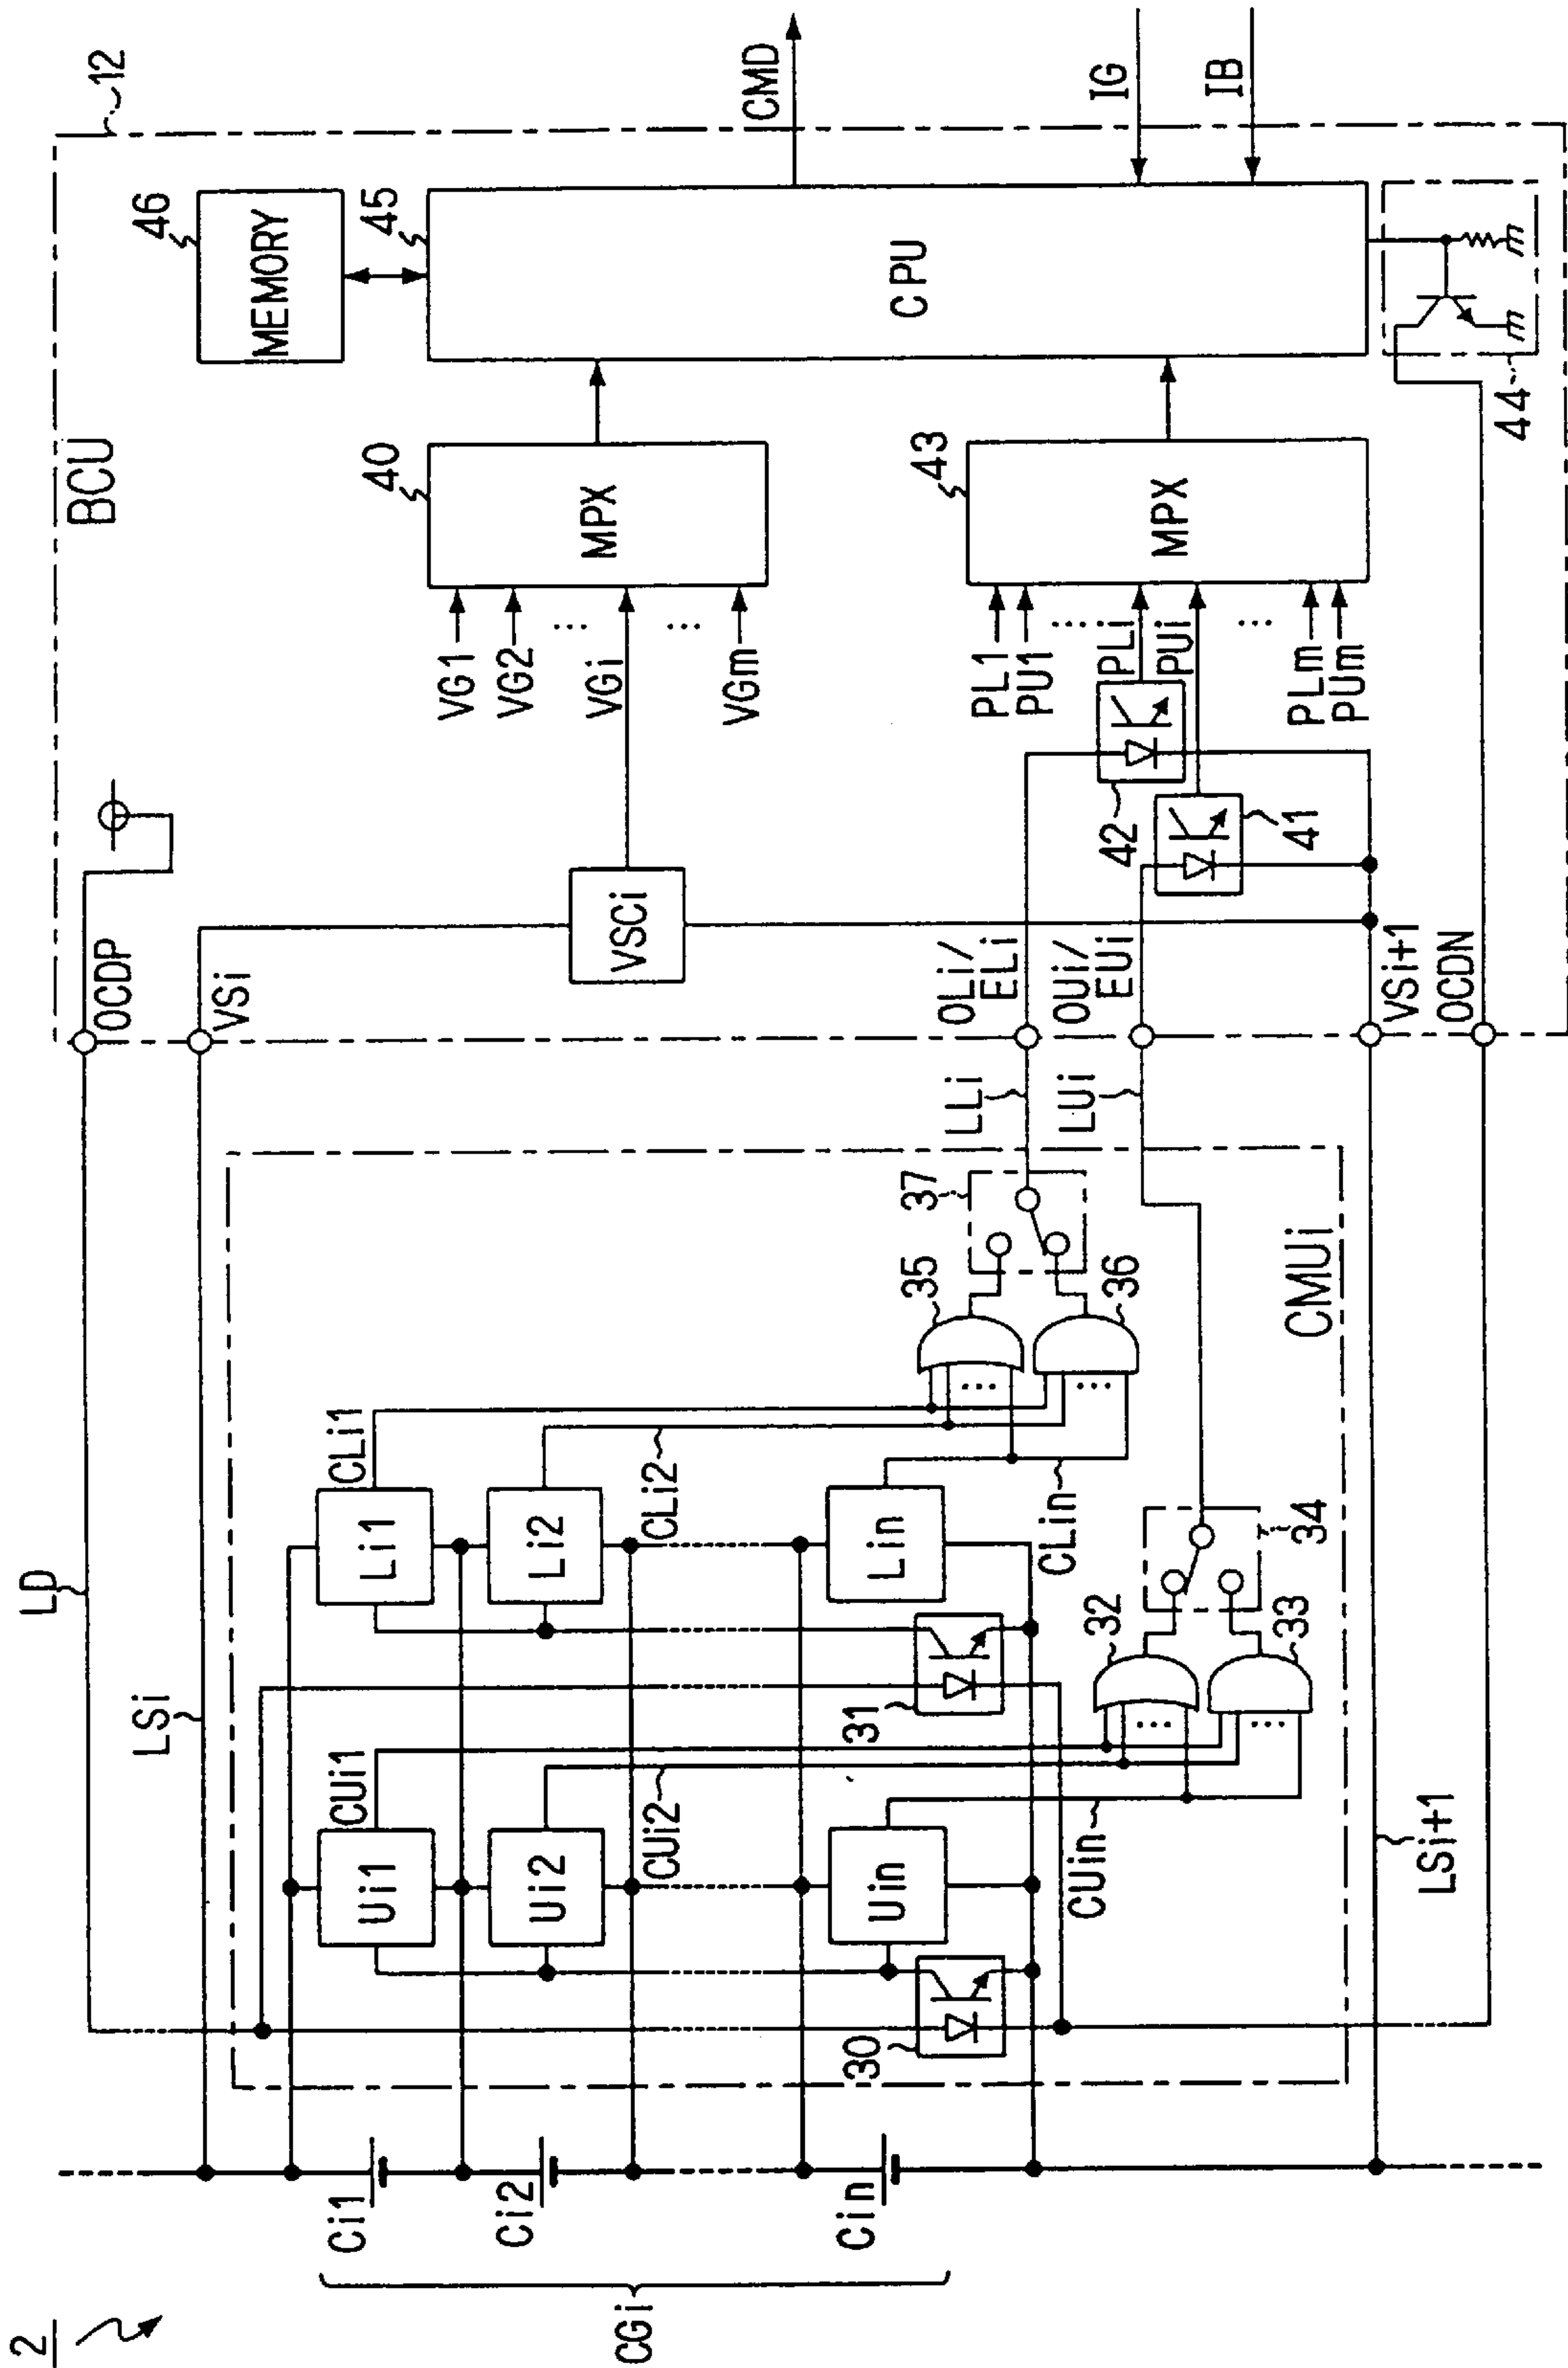 2
CGi
Ci1
Ci2
Cin
LD
LSi
Ui1
CUi1
Ui2
CUi2
Uin
CUin
30
31
Li1
CLi1
Li2
CLi2
Lin
CLin
32
33
34
35
36
37
CMUi
LSi+1
LLi
LUi
OCDP
VSi
OLi/
ELi
OUi/
EUi
VSi+1
OCDN
VSCi
41
42
VG1
VG2
...
VGi
...
VGm
MPX
40
PL1
PU1
...
PLi
PUi
...
PLm
PUm
MPX
43
BCU
12
MEMORY
46
CPU
45
44
CMD
IG
IB